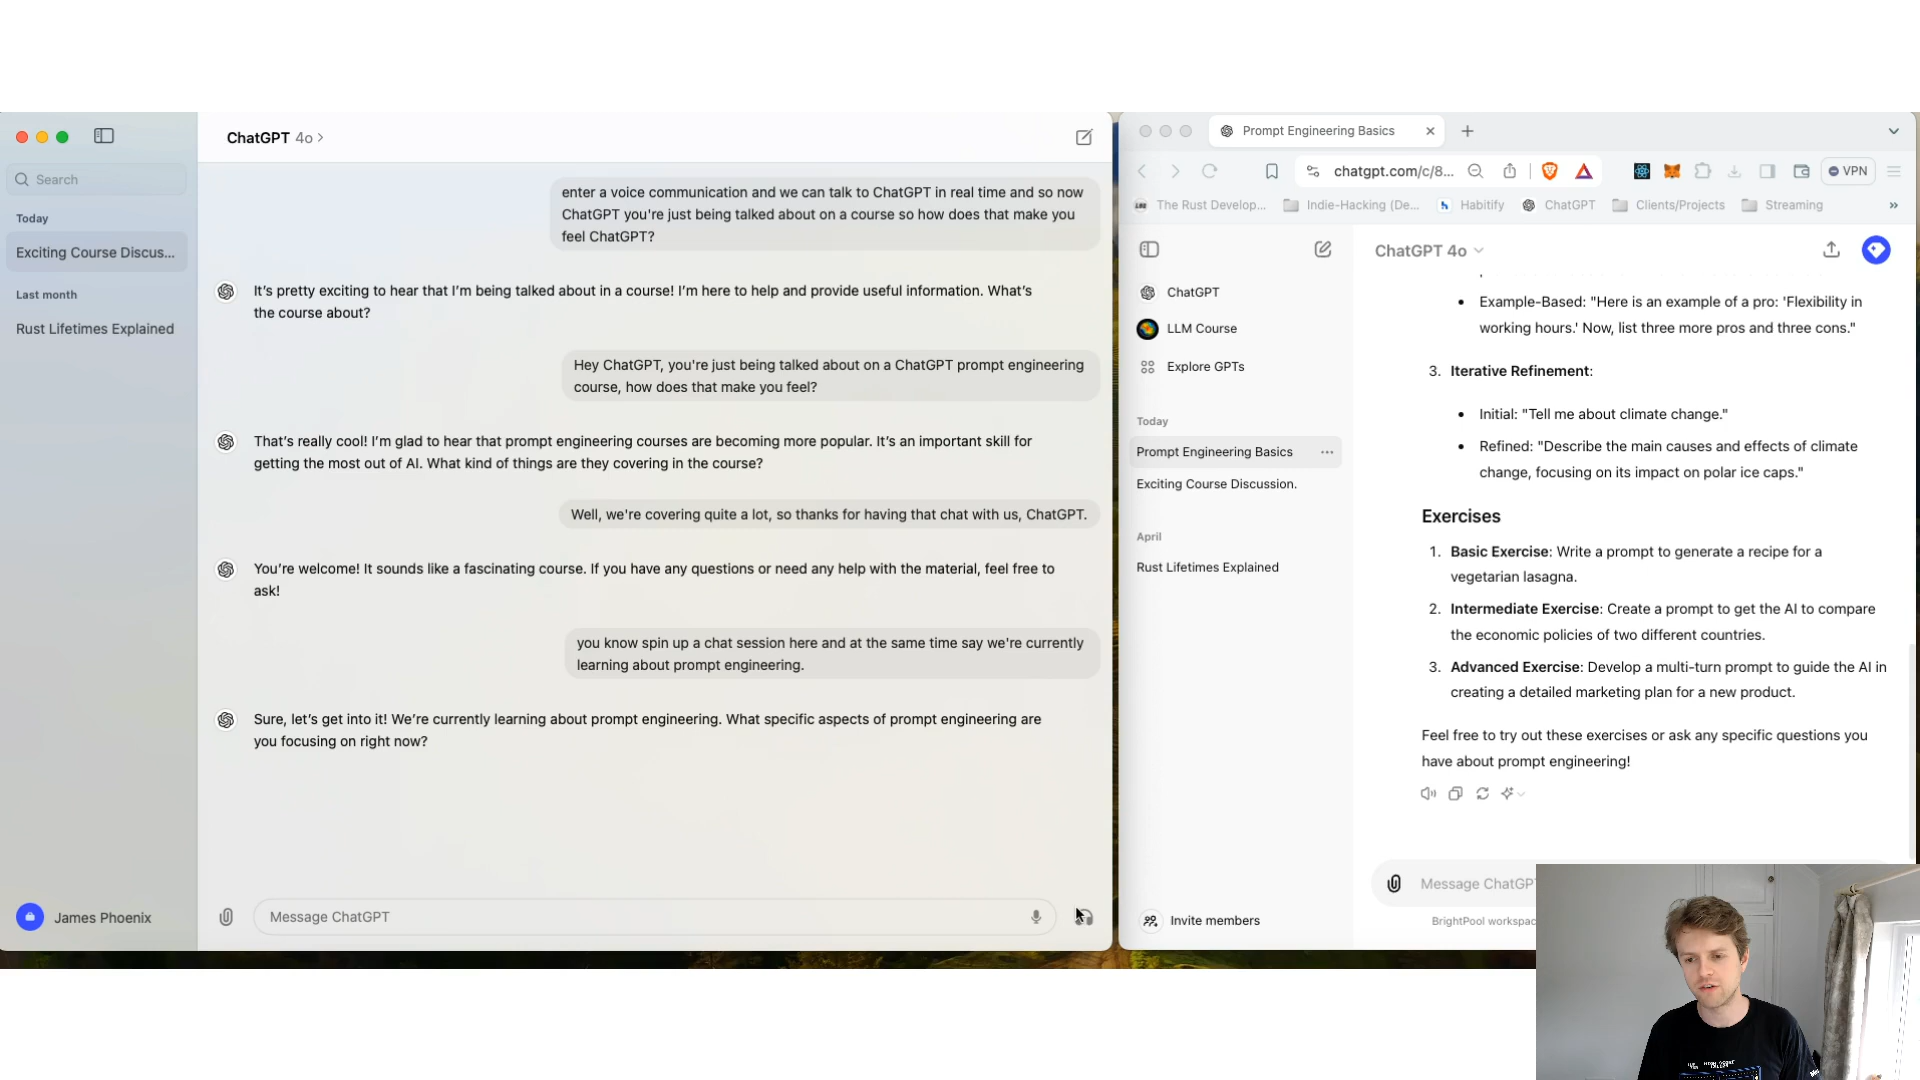 ChatGPT 4o >
Search
Today
Exciting Course Discus...
Last month
Rust Lifetimes Explained
James Phoenix
enter a voice communication and we can talk to ChatGPT in real time and so now
ChatGPT you're just being talked about on a course so how does that make you
feel ChatGPT?
It's pretty exciting to hear that I'm being talked about in a course! I'm here to help and provide useful information. What's
the course about?
Hey ChatGPT, you're just being talked about on a ChatGPT prompt engineering
course, how does that make you feel?
That's really cool! I'm glad to hear that prompt engineering courses are becoming more popular. It's an important skill for
getting the most out of AI. What kind of things are they covering in the course?
Well, we're covering quite a lot, so thanks for having that chat with us, ChatGPT.
You're welcome! It sounds like a fascinating course. If you have any questions or need any help with the material, feel free to
ask!
you know spin up a chat session here and at the same time say we're currently
learning about prompt engineering.
Sure, let's get into it! We're currently learning about prompt engineering. What specific aspects of prompt engineering are
you focusing on right now?
Message ChatGPT
Prompt Engineering Basics
chatgpt.com/c/8...
VPN
The Rust Develop...
Indie-Hacking (De...
Habitify
ChatGPT
Clients/Projects
Streaming
»
ChatGPT
LLM Course
Explore GPTs
Today
Prompt Engineering Basics
Exciting Course Discussion.
April
Rust Lifetimes Explained
Invite members
ChatGPT 4o
• Example-Based: "Here is an example of a pro: 'Flexibility in
working hours.' Now, list three more pros and three cons."
3. Iterative Refinement:
• Initial: "Tell me about climate change."
• Refined: "Describe the main causes and effects of climate
change, focusing on its impact on polar ice caps."
Exercises
1. Basic Exercise: Write a prompt to generate a recipe for a
vegetarian lasagna.
2. Intermediate Exercise: Create a prompt to get the AI to compare
the economic policies of two different countries.
3. Advanced Exercise: Develop a multi-turn prompt to guide the AI in
creating a detailed marketing plan for a new product.
Feel free to try out these exercises or ask any specific questions you
have about prompt engineering!
Message ChatGP
BrightPool workspac